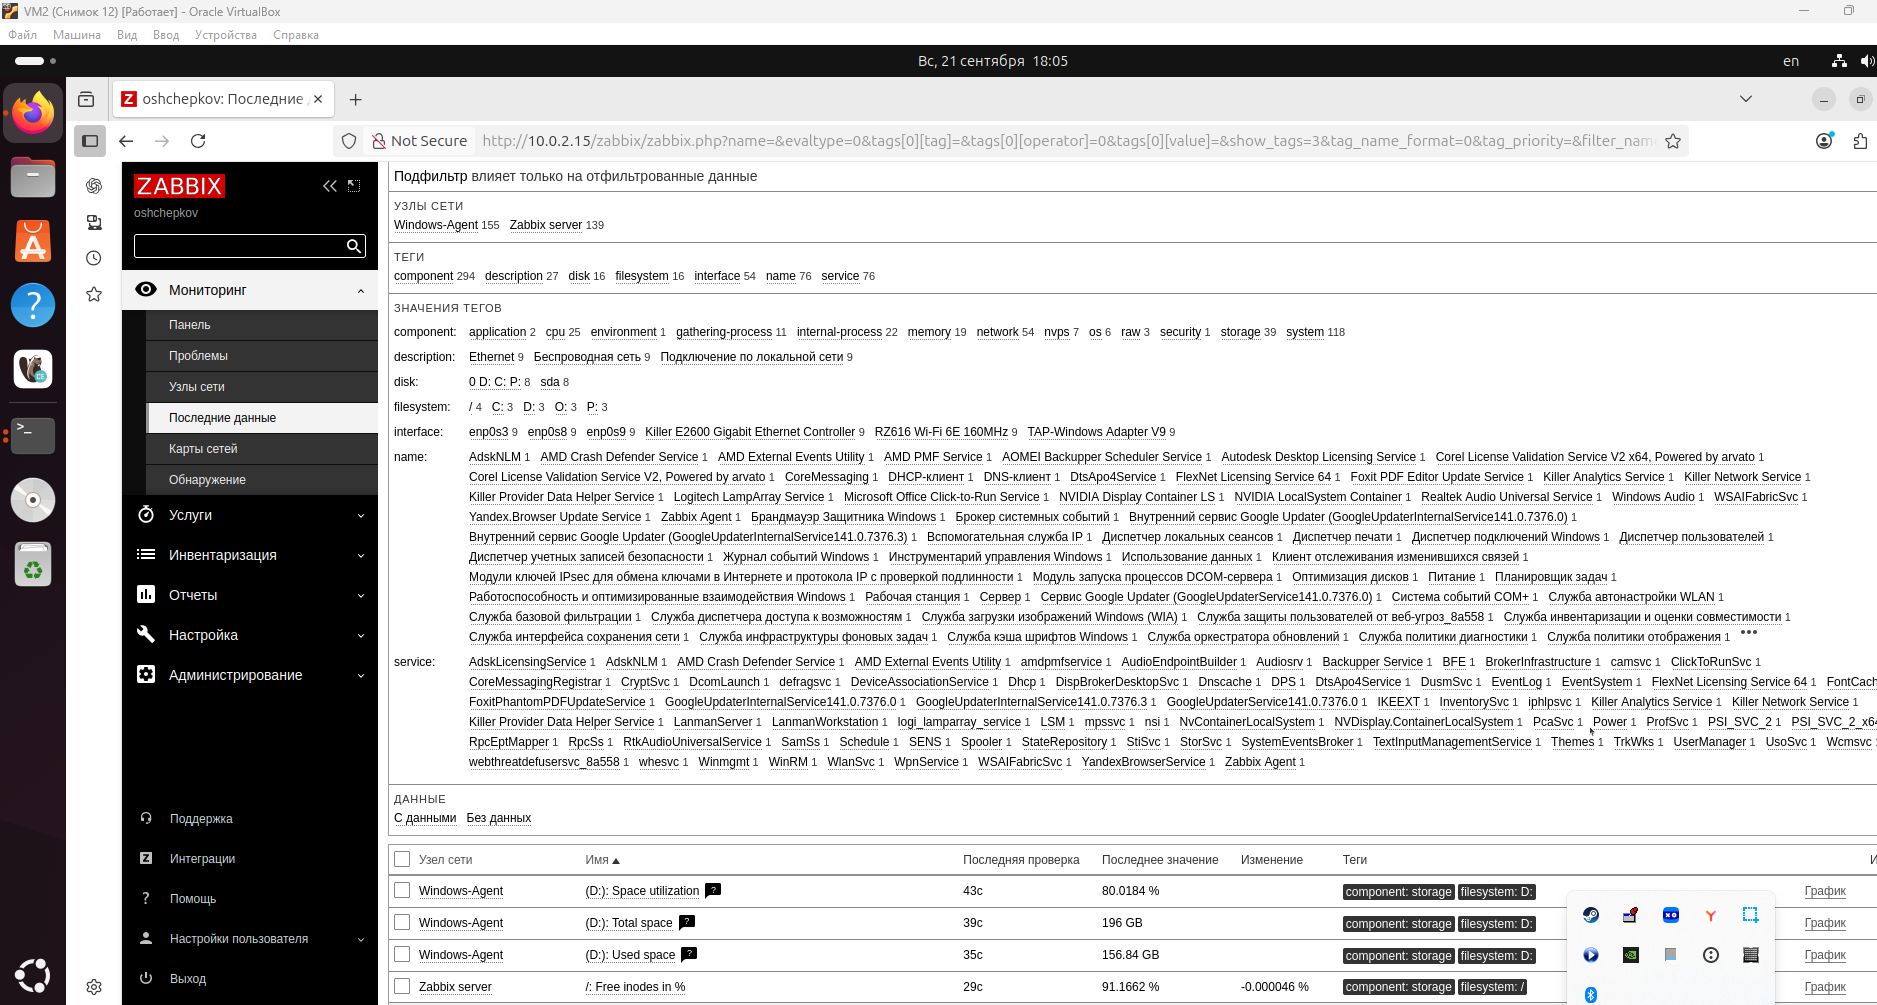 VM2 (Снимок 12) [Работает] - Oracle VirtualBox
Файл Машина Вид Ввод Устройства Справка
Вс, 21 сентября 18:05
en
oshchepkov: Последние
Not Secure
http://10.0.2.15/zabbix/zabbix.php?name=&evaltype=0&tags[0][tag]=&tags[0][operator]=0&tags[0][value]=&show_tags=3&tag_name_format=0&tag_priority=&filter_nam
ZABBIX
oshchepkov
Мониторинг
Панель
Проблемы
Узлы сети
Последние данные
Карты сетей
Обнаружение
Услуги
Инвентаризация
Отчеты
Настройка
Администрирование
Поддержка
Интеграции
Помощь
Настройки пользователя
Выход
Подфильтр влияет только на отфильтрованные данные
УЗЛЫ СЕТИ
Windows-Agent 155 Zabbix server 139
ТЕГИ
component 294 description 27 disk 16 filesystem 16 interface 54 name 76 service 76
ЗНАЧЕНИЯ ТЕГОВ
component: application 2 cpu 25 environment 1 gathering-process 11 internal-process 22 memory 19 network 54 nvps 7 os 6 raw 3 security 1 storage 39 system 118
description: Ethernet 9 Беспроводная сеть 9 Подключение по локальной сети 9
disk: 0 D: C: P: 8 sda 8
filesystem: / 4 C: 3 D: 3 O: 3 P: 3
interface: enp0s3 9 enp0s8 9 enp0s9 9 Killer E2600 Gigabit Ethernet Controller 9 RZ616 Wi-Fi 6E 160MHz 9 TAP-Windows Adapter V9 9
name: AdskNLM 1 AMD Crash Defender Service 1 AMD External Events Utility 1 AMD PMF Service 1 AOMEI Backupper Scheduler Service 1 Autodesk Desktop Licensing Service 1 Corel License Validation Service V2 x64, Powered by arvato 1
Corel License Validation Service V2, Powered by arvato 1 CoreMessaging 1 DHCP-клиент 1 DNS-клиент 1 DtsApo4Service 1 FlexNet Licensing Service 64 1 Foxit PDF Editor Update Service 1 Killer Analytics Service 1 Killer Network Service 1
Killer Provider Data Helper Service 1 Logitech LampArray Service 1 Microsoft Office Click-to-Run Service 1 NVIDIA Display Container LS 1 NVIDIA LocalSystem Container 1 Realtek Audio Universal Service 1 Windows Audio 1 WSAIFabricSvc 1
Yandex.Browser Update Service 1 Zabbix Agent 1 Брандмауэр Защитника Windows 1 Брокер системных событий 1 Внутренний сервис Google Updater (GoogleUpdaterInternalService141.0.7376.0) 1
Внутренний сервис Google Updater (GoogleUpdaterInternalService141.0.7376.3) 1 Вспомогательная служба IP 1 Диспетчер локальных сеансов 1 Диспетчер печати 1 Диспетчер подключений Windows 1 Диспетчер пользователей 1
Диспетчер учетных записей безопасности 1 Журнал событий Windows 1 Инструментарий управления Windows 1 Использование данных 1 Клиент отслеживания изменившихся связей 1
Модули ключей IPsec для обмена ключами в Интернете и протокола IP с проверкой подлинности 1 Модуль запуска процессов DCOM-сервера 1 Оптимизация дисков 1 Питание 1 Планировщик задач 1
Работоспособность и оптимизированные взаимодействия Windows 1 Рабочая станция 1 Сервер 1 Сервис Google Updater (GoogleUpdaterService141.0.7376.0) 1 Система событий COM+ 1 Служба автонастройки WLAN 1
Служба базовой фильтрации 1 Служба диспетчера доступа к возможностям 1 Служба загрузки изображений Windows (WIA) 1 Служба защиты пользователей от веб-угроз_8a558 1 Служба инвентаризации и оценки совместимости 1
Служба интерфейса сохранения сети 1 Служба инфраструктуры фоновых задач 1 Служба кэша шрифтов Windows 1 Служба оркестратора обновлений 1 Служба политики диагностики 1 Служба политики отображения 1 •••
service: AdskLicensingService 1 AdskNLM 1 AMD Crash Defender Service 1 AMD External Events Utility 1 amdpmfservice 1 AudioEndpointBuilder 1 Audiosrv 1 Backupper Service 1 BFE 1 BrokerInfrastructure 1 camsvc 1 ClickToRunSvc 1
CoreMessagingRegistrar 1 CryptSvc 1 DcomLaunch 1 defragsvc 1 DeviceAssociationService 1 Dhcp 1 DispBrokerDesktopSvc 1 Dnscache 1 DPS 1 DtsApo4Service 1 DusmSvc 1 EventLog 1 EventSystem 1 FlexNet Licensing Service 64 1 FontCach
FoxitPhantomPDFUpdateService 1 GoogleUpdaterInternalService141.0.7376.0 1 GoogleUpdaterInternalService141.0.7376.3 1 GoogleUpdaterService141.0.7376.0 1 IKEEXT 1 InventorySvc 1 iphlpsvc 1 Killer Analytics Service 1 Killer Network Service 1
Killer Provider Data Helper Service 1 LanmanServer 1 LanmanWorkstation 1 logi_lamparray_service 1 LSM 1 mpssvc 1 nsi 1 NvContainerLocalSystem 1 NVDisplay.ContainerLocalSystem 1 PcaSvc 1 Power 1 ProfSvc 1 PSI_SVC_2 1 PSI_SVC_2_x64
RpcEptMapper 1 RpcSs 1 RtkAudioUniversalService 1 SamSs 1 Schedule 1 SENS 1 Spooler 1 StateRepository 1 StiSvc 1 StorSvc 1 SystemEventsBroker 1 TextInputManagementService 1 Themes 1 TrkWks 1 UserManager 1 UsoSvc 1 Wcmsvc
webthreatdefusersvc_8a558 1 whesvc 1 Winmgmt 1 WinRM 1 WlanSvc 1 WpnService 1 WSAIFabricSvc 1 YandexBrowserService 1 Zabbix Agent 1
ДАННЫЕ
С данными Без данных
Узел сети Имя Последняя проверка Последнее значение Изменение Теги
Windows-Agent (D:): Space utilization 43с 80.0184 % component: storage filesystem: D: График
Windows-Agent (D:): Total space 39с 196 GB component: storage filesystem: D: График
Windows-Agent (D:): Used space 35с 156.84 GB component: storage filesystem: D: График
Zabbix server /: Free inodes in % 29с 91.1662 % -0.000046 % component: storage filesystem: / График